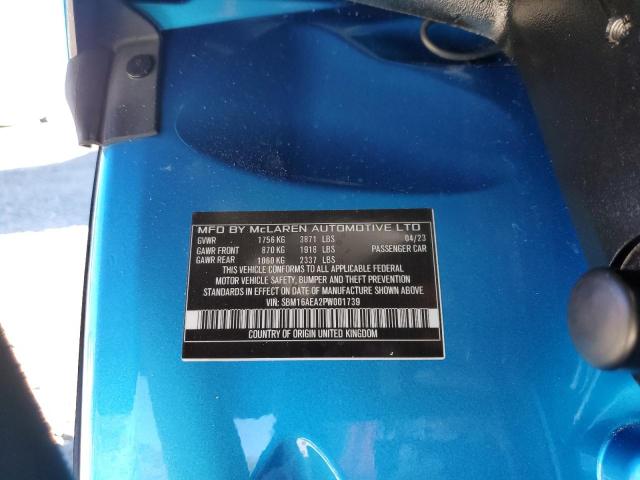 MFD BY McLAREN AUTOMOTIVE LTD
GVWR 1756 KG 3871 LBS 04/23
GAWR FRONT 870 KG 1918 LBS PASSENGER CAR
GAWR REAR 1060 KG 2337 LBS
THIS VEHICLE CONFORMS TO ALL APPLICABLE FEDERAL
MOTOR VEHICLE SAFETY, BUMPER AND THEFT PREVENTION
STANDARDS IN EFFECT ON THE DATE OF MANUFACTURE SHOWN ABOVE.
VIN: SBM16AEA2PW001739
COUNTRY OF ORIGIN UNITED KINGDOM